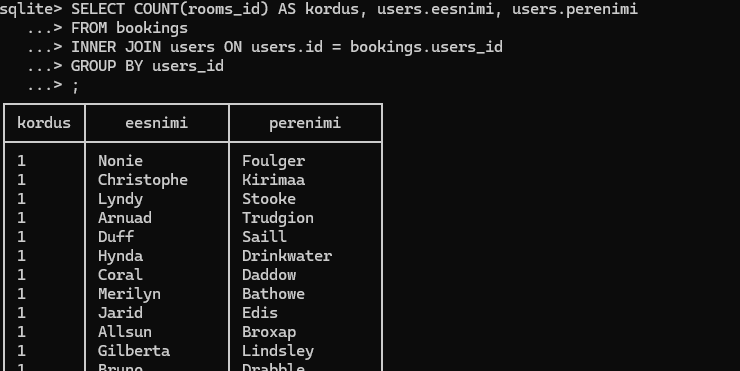 sqlite> SELECT COUNT(rooms_id) AS kordus, users.eesnimi, users.perenimi
...> FROM bookings
...> INNER JOIN users ON users.id = bookings.users_id
...> GROUP BY users_id
...> ;
kordus eesnimi perenimi
1 Nonie Foulger
1 Christophe Kirimaa
1 Lyndy Stooke
1 Arnuad Trudgion
1 Duff Saill
1 Hynda Drinkwater
1 Coral Daddow
1 Merilyn Bathowe
1 Jarid Edis
1 Allsun Broxap
1 Gilberta Lindsley
1 Bruno Drabble